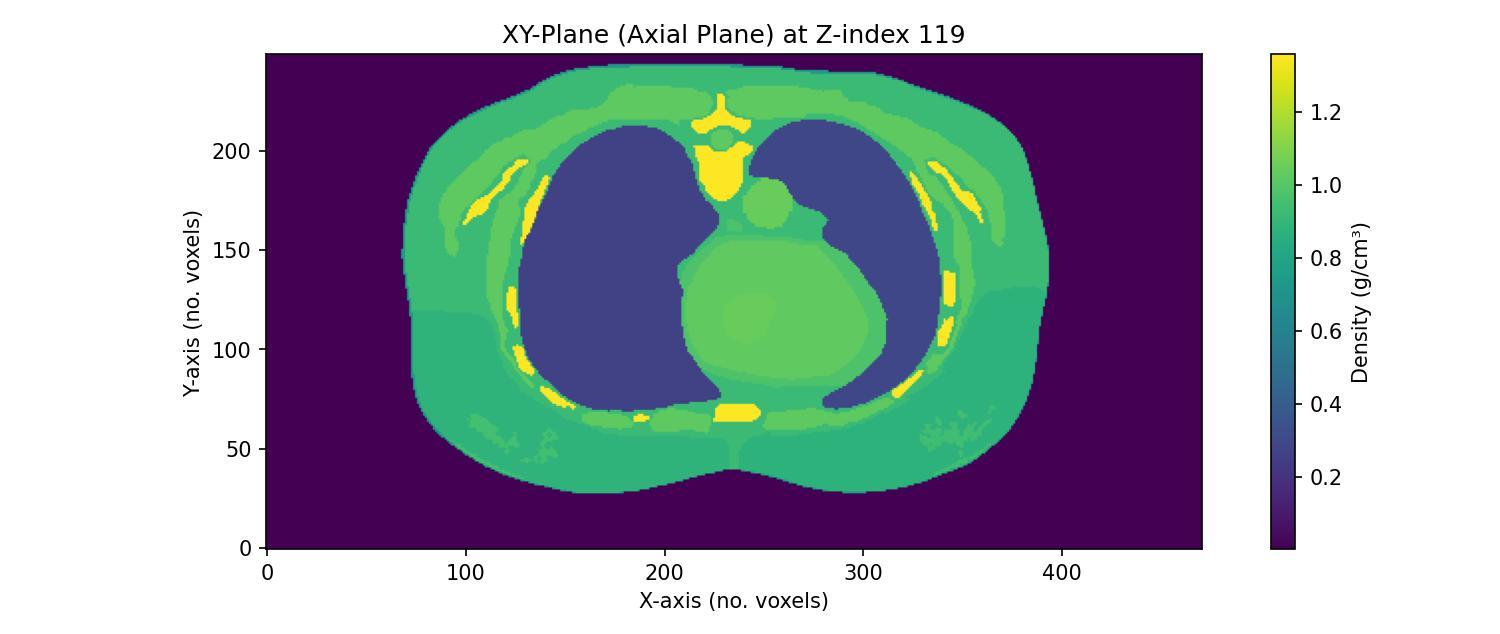 XY-Plane (Axial Plane) at Z-index 119
Y-axis (no. voxels)
200
150
100
50
0
0 100 200 300 400
X-axis (no. voxels)
1.2
1.0
0.8
0.6
0.4
0.2
Density (g/cm³)